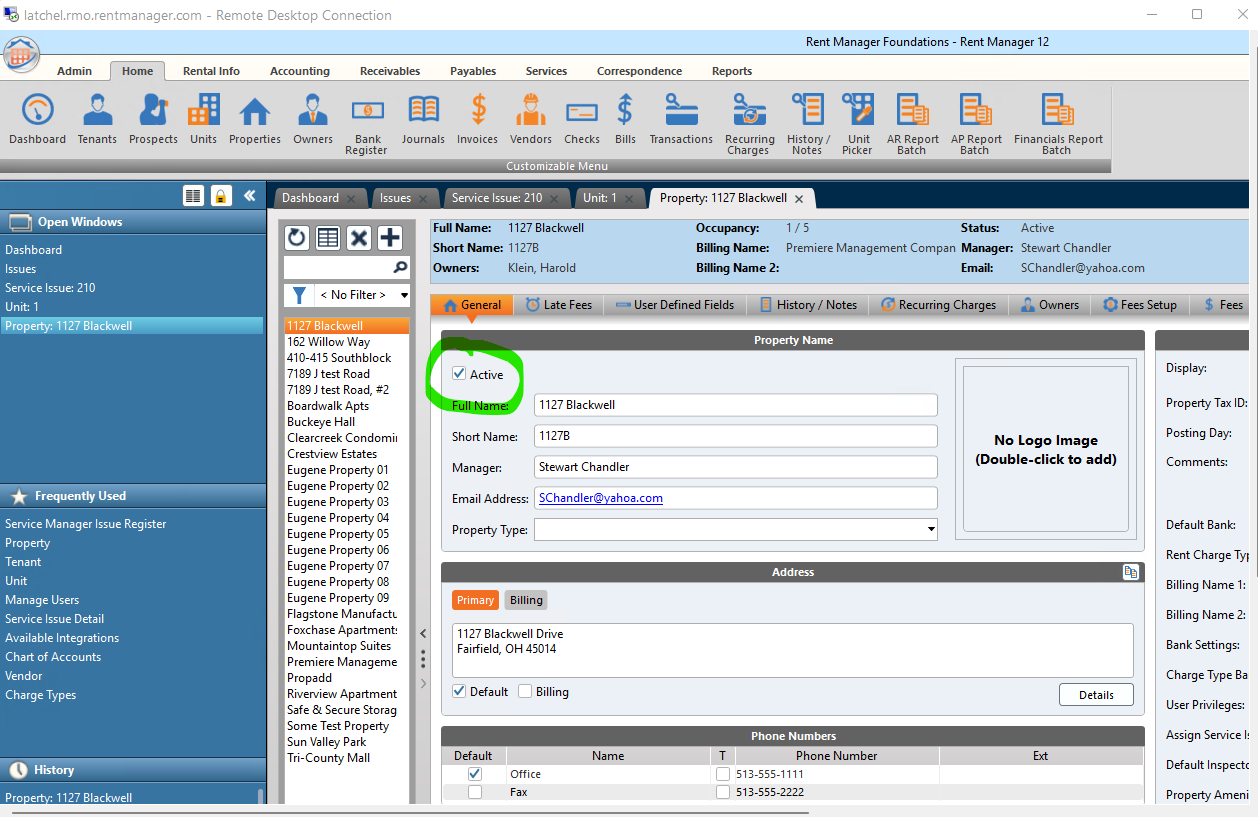 latchel.rmo.rentmanager.com - Remote Desktop Connection
Rent Manager Foundations - Rent Manager 12
Admin Home Rental Info Accounting Receivables Payables Services Correspondence Reports
Dashboard Tenants Prospects Units Properties Owners Bank Register Journals Invoices Vendors Checks Bills Transactions Recurring Charges History / Notes Unit Picker AR Report Batch AP Report Batch Financials Report Batch
Customizable Menu
Open Windows
Dashboard
Issues
Service Issue: 210
Unit: 1
Property: 1127 Blackwell
Frequently Used
Service Manager Issue Register
Property
Tenant
Unit
Manage Users
Service Issue Detail
Available Integrations
Chart of Accounts
Vendor
Charge Types
History
Property: 1127 Blackwell
Dashboard Issues Service Issue: 210 Unit: 1 Property: 1127 Blackwell
< No Filter >
1127 Blackwell
162 Willow Way
410-415 Southblock
7189 J test Road
7189 J test Road, #2
Boardwalk Apts
Buckeye Hall
Clearcreek Condomin
Crestview Estates
Eugene Property 01
Eugene Property 02
Eugene Property 03
Eugene Property 04
Eugene Property 05
Eugene Property 06
Eugene Property 07
Eugene Property 08
Eugene Property 09
Flagstone Manufactu
Foxchase Apartments
Mountaintop Suites
Premiere Manageme
Propadd
Riverview Apartment
Safe & Secure Storag
Some Test Property
Sun Valley Park
Tri-County Mall
Full Name: 1127 Blackwell Occupancy: 1 / 5 Status: Active
Short Name: 1127B Billing Name: Premiere Management Compan Manager: Stewart Chandler
Owners: Klein, Harold Billing Name 2: Email: SChandler@yahoa.com
General Late Fees User Defined Fields History / Notes Recurring Charges Owners Fees Setup Fees
Property Name
Active
Full Name: 1127 Blackwell
Short Name: 1127B
Manager: Stewart Chandler
Email Address: SChandler@yahoa.com
Property Type:
No Logo Image
(Double-click to add)
Address
Primary Billing
1127 Blackwell Drive
Fairfield, OH 45014
Default Billing Details
Phone Numbers
Default Name T Phone Number Ext
Office 513-555-1111
Fax 513-555-2222
Display:
Property Tax ID:
Posting Day:
Comments:
Default Bank:
Rent Charge Typ
Billing Name 1:
Billing Name 2:
Bank Settings:
Charge Type Ba
User Privileges:
Assign Service Is
Default Inspecto
Property Ameni